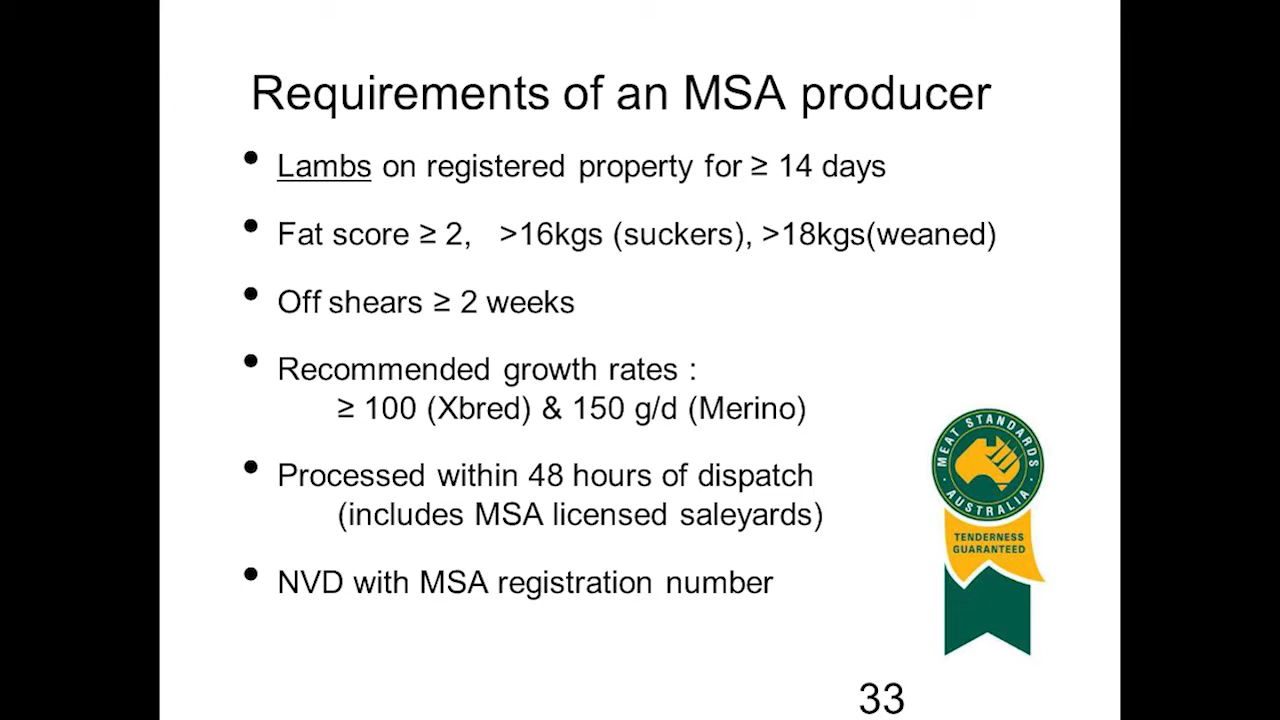 Requirements of an MSA producer
• Lambs on registered property for ≥ 14 days
• Fat score ≥ 2, >16kgs (suckers), >18kgs(weaned)
• Off shears ≥ 2 weeks
• Recommended growth rates :
≥ 100 (Xbred) & 150 g/d (Merino)
• Processed within 48 hours of dispatch
(includes MSA licensed saleyards)
• NVD with MSA registration number
MEAT STANDARDS
AUSTRALIA
TENDERNESS
GUARANTEED
33